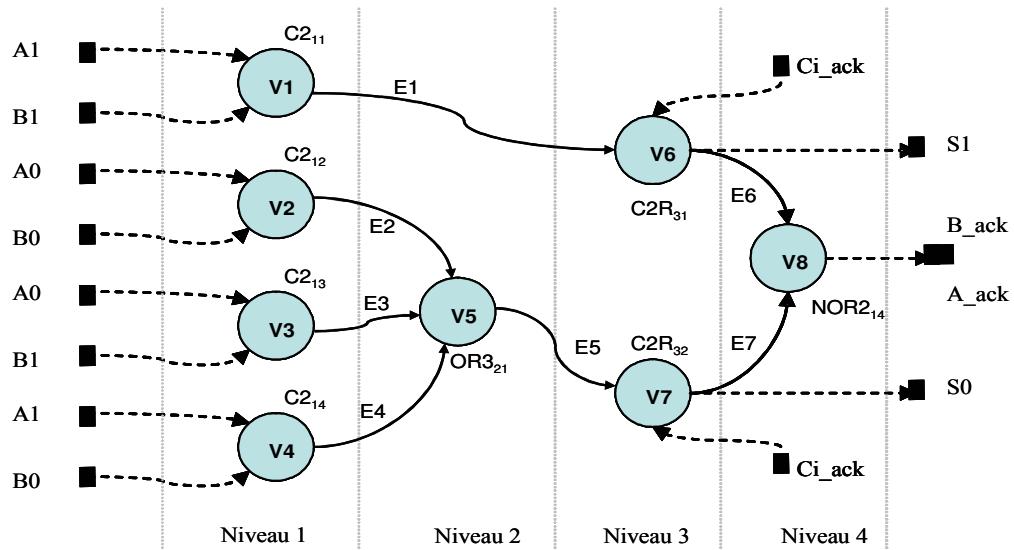 C2₁₁
A1
V1
E1
Ci_ack
B1
V6
S1
C2₁₂
A0
V2
E2
E6
C2R₃₁
B0
B_ack
V8
C2₁₃
A0
E3
V5
A_ack
NOR2₁₄
V3
E5
C2R₃₂
E7
B1
OR3₂₁
V7
S0
C2₁₄
A1
E4
V4
Ci_ack
B0
Niveau 1
Niveau 2
Niveau 3
Niveau 4